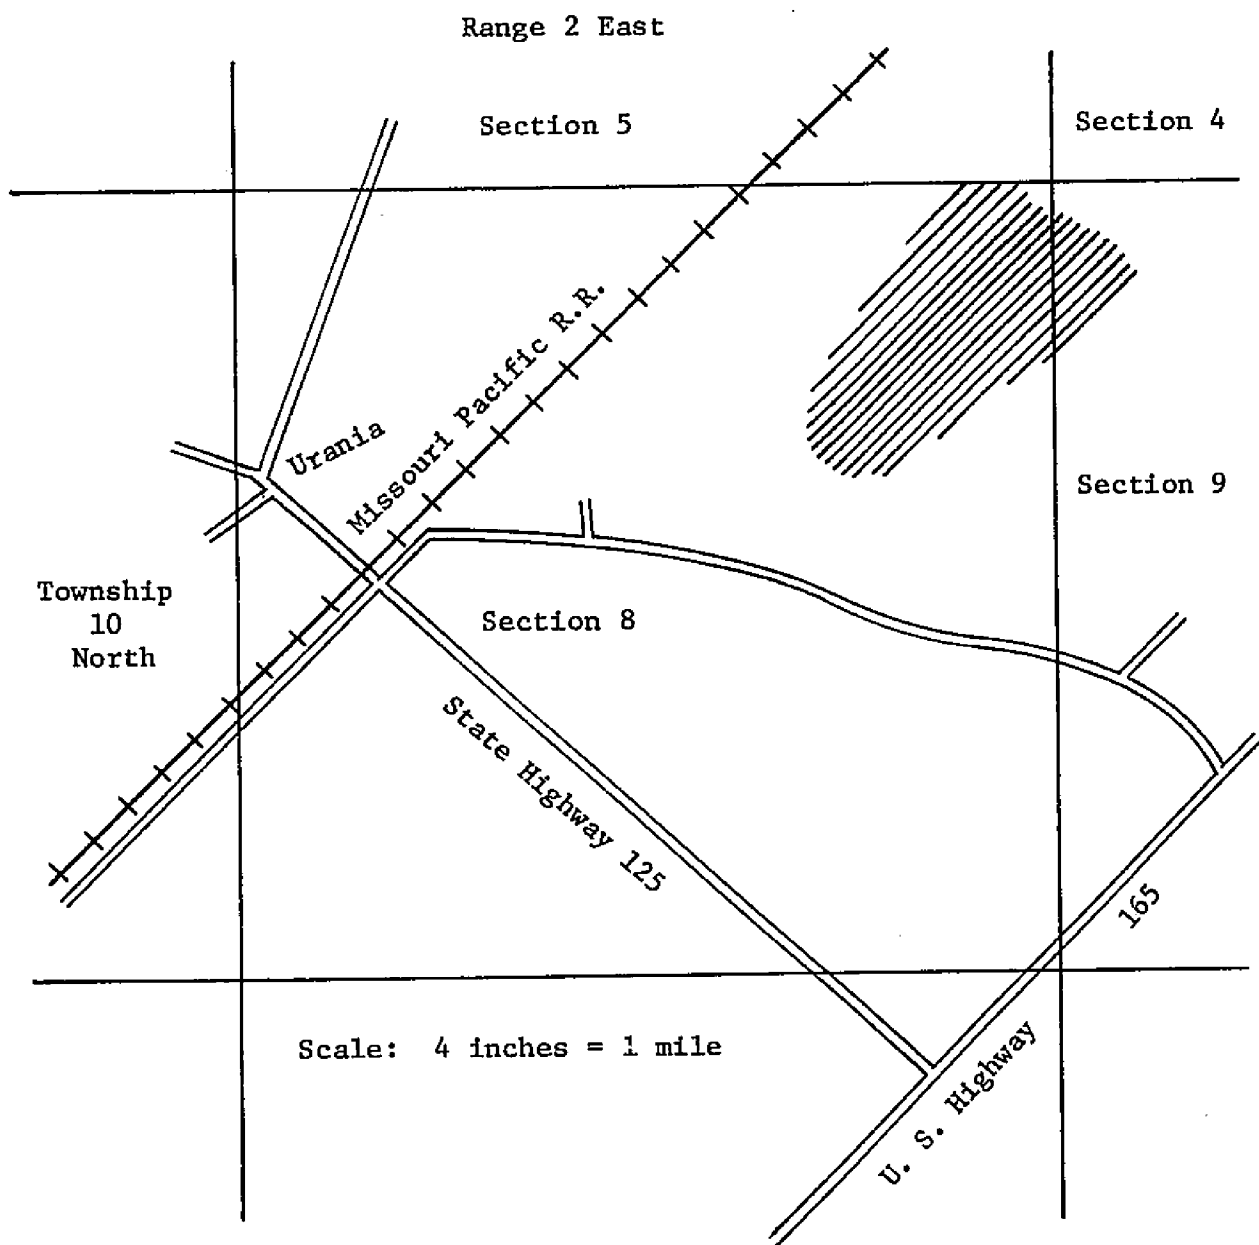 Range 2 East
Section 5
Section 4
Missouri Pacific R.R.
Urania
Section 9
Township
10
North
Section 8
State Highway 125
165
Scale: 4 inches = 1 mile
U. S. Highway